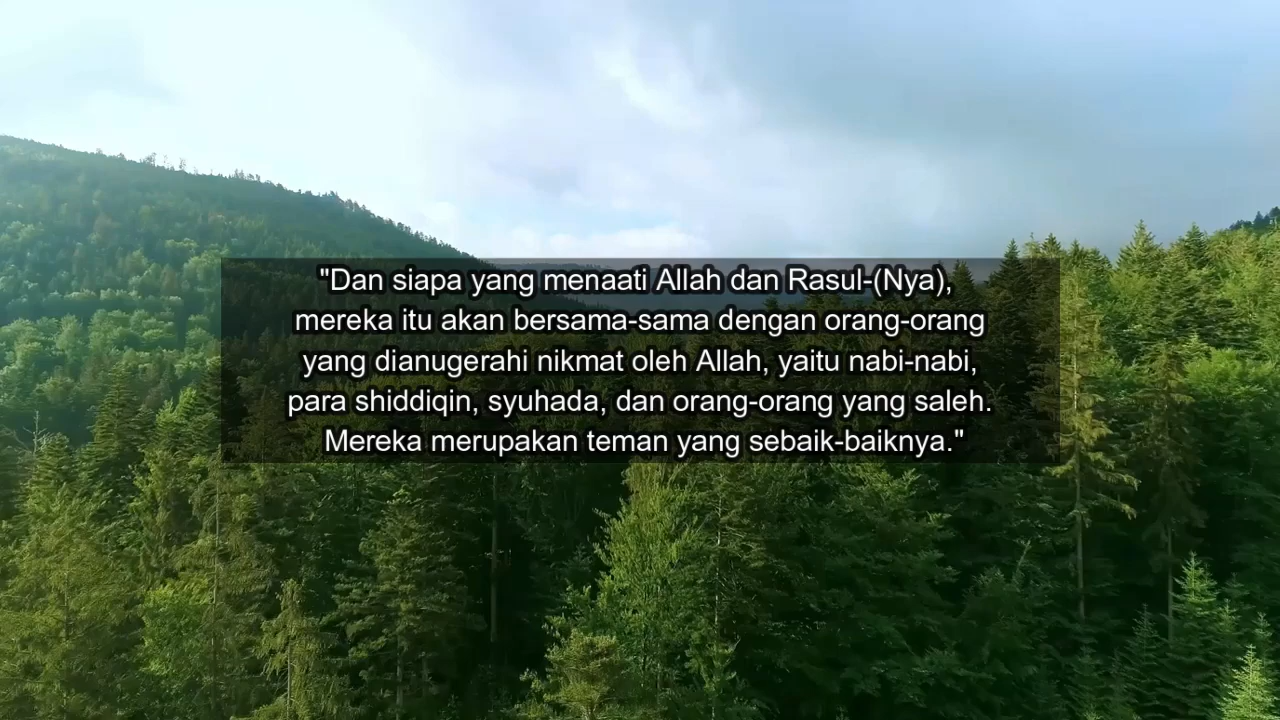 "Dan siapa yang menaati Allah dan Rasul-(Nya),
mereka itu akan bersama-sama dengan orang-orang
yang dianugerahi nikmat oleh Allah, yaitu nabi-nabi,
para shiddiqin, syuhada, dan orang-orang yang saleh.
Mereka merupakan teman yang sebaik-baiknya."